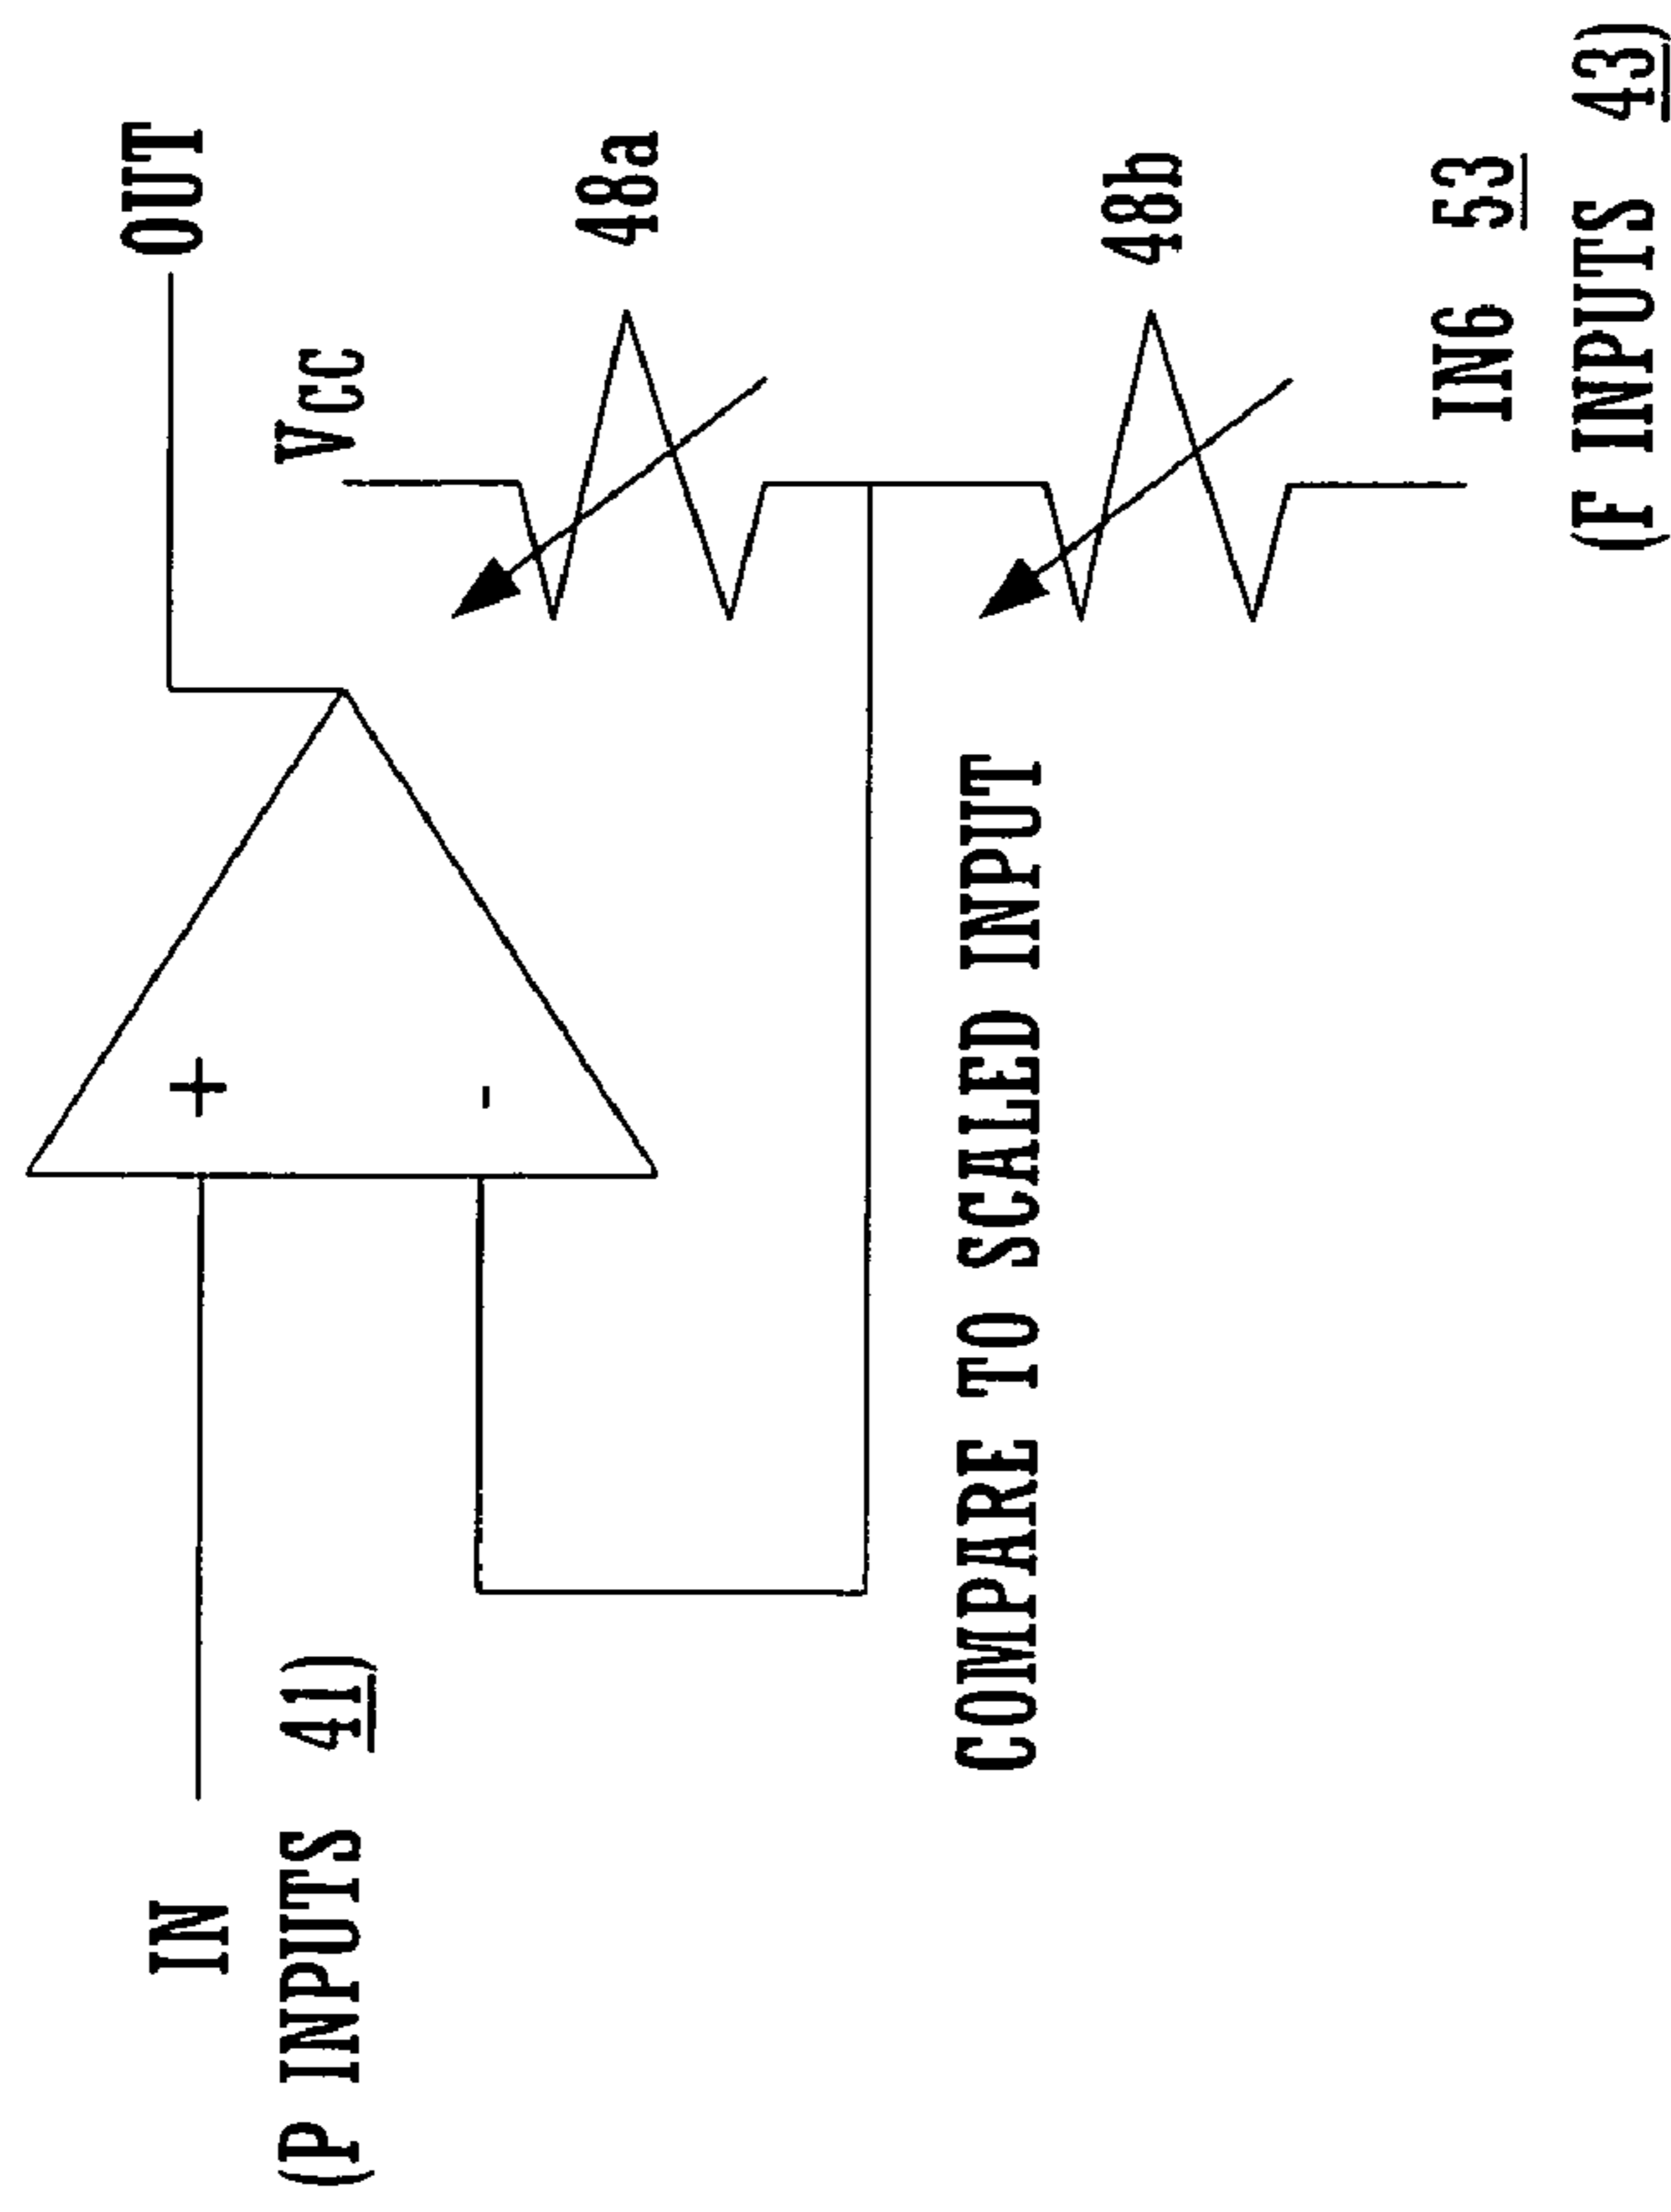 IN
(P INPUTS 41)
+
-
OUT
Vcc
48a
COMPARE TO SCALED INPUT
48b
IN6 53
(F INPUTS 43)